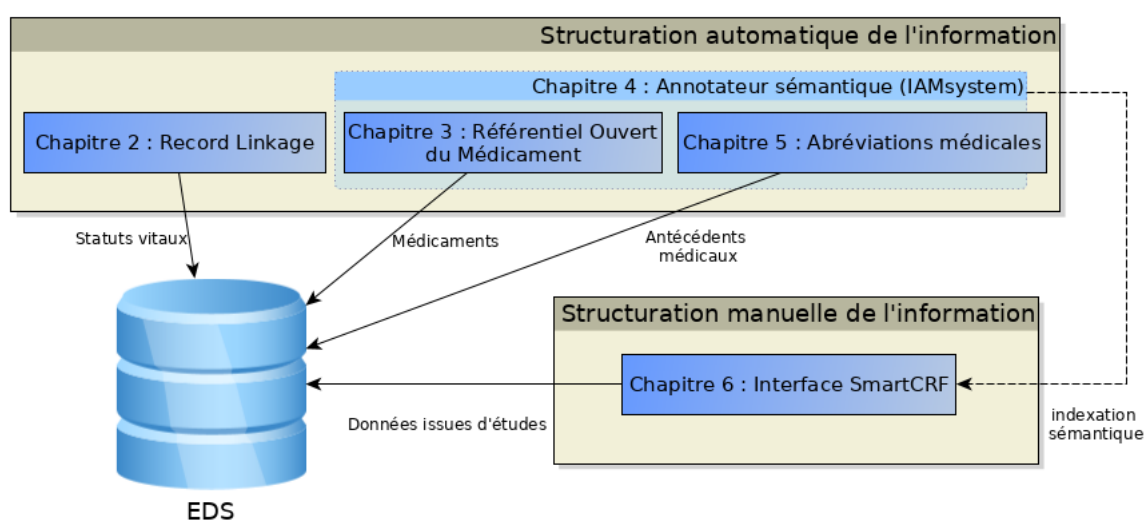 Structuration automatique de l'information
Chapitre 4 : Annotateur sémantique (IAMsystem)
Chapitre 2 : Record Linkage
Chapitre 3 : Référentiel Ouvert
du Médicament
Chapitre 5 : Abréviations médicales
Statuts vitaux
Médicaments
Antécédents
médicaux
Structuration manuelle de l'information
Chapitre 6 : Interface SmartCRF
Données issues d'études
indexation
sémantique
EDS